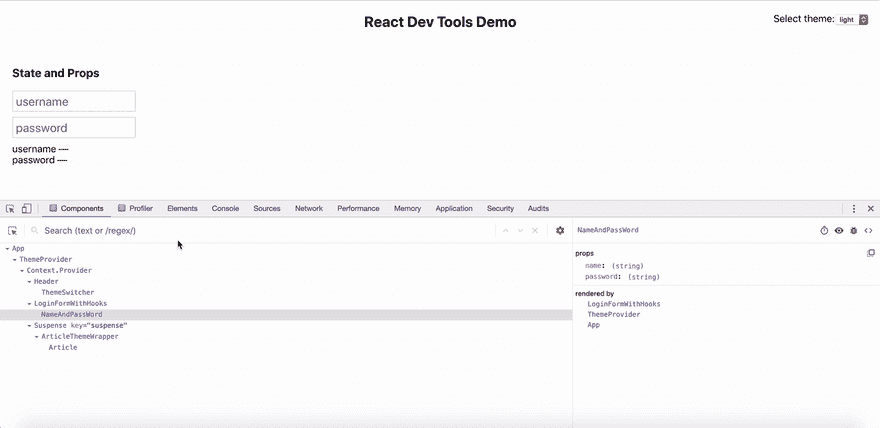 React Dev Tools Demo
Select theme: light
State and Props
username
password
username ----
password ----
Components Profiler Elements Console Sources Network Performance Memory Application Security Audits
Search (text or /regex/)
NameAndPassWord
App
ThemeProvider
Context.Provider
Header
ThemeSwitcher
LoginFormWithHooks
NameAndPassWord
Suspense key="suspense"
ArticleThemeWrapper
Article
props
name: (string)
password: (string)
rendered by
LoginFormWithHooks
ThemeProvider
App